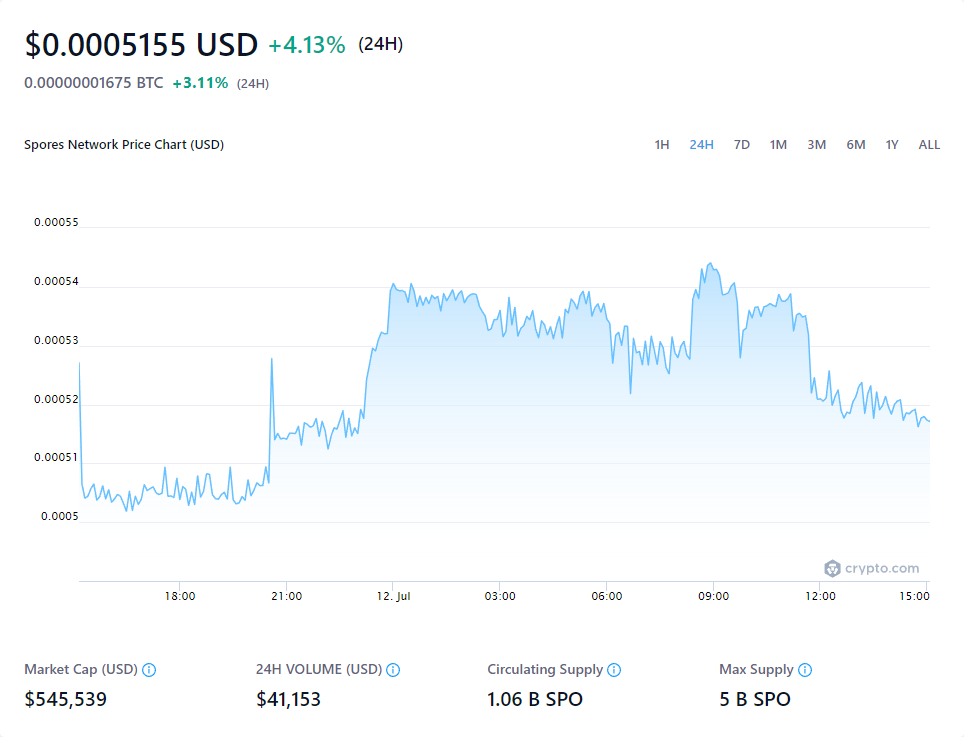 $0.0005155 USD +4.13% (24H)
0.00000001675 BTC +3.11% (24H)
Spores Network Price Chart (USD) 1H 24H 7D 1M 3M 6M 1Y ALL
0.00055
0.00054
0.00053
0.00052
0.00051
0.0005
crypto.com
18:00 21:00 12. Jul 03:00 06:00 09:00 12:00 15:00
Market Cap (USD) 24H VOLUME (USD) Circulating Supply Max Supply
$545,539 $41,153 1.06 B SPO 5 B SPO